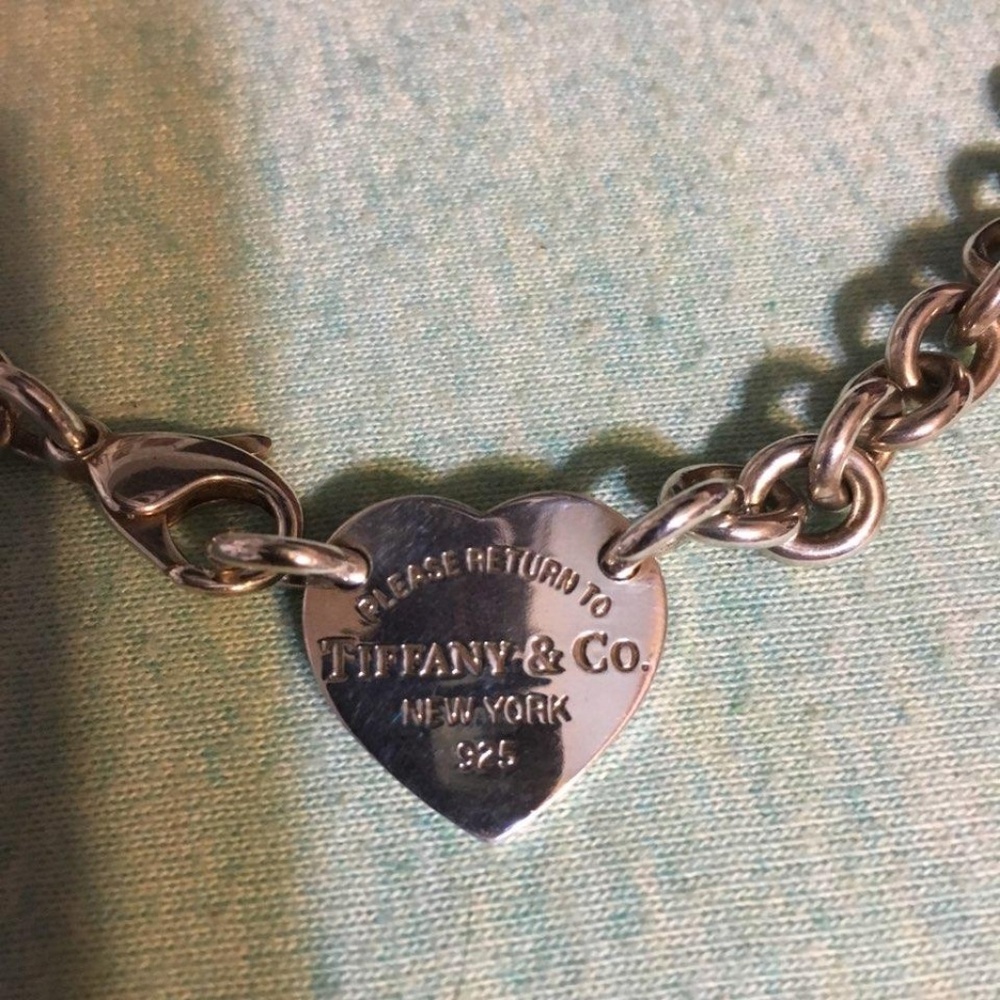 PLEASE RETURN TO
TIFFANY & CO.
NEW YORK
925